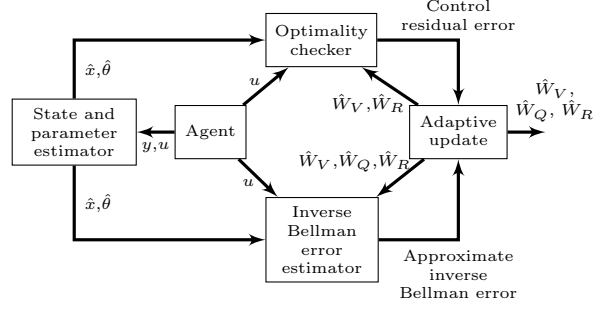 Control
residual error
Optimality
checker
x̂,θ̂
u
Ŵ_V,Ŵ_R
Ŵ_V,
Ŵ_Q, Ŵ_R
State and
parameter
estimator
Agent
y,u
Adaptive
update
Ŵ_V,Ŵ_Q,Ŵ_R
u
x̂,θ̂
Inverse
Bellman
error
estimator
Approximate
inverse
Bellman error